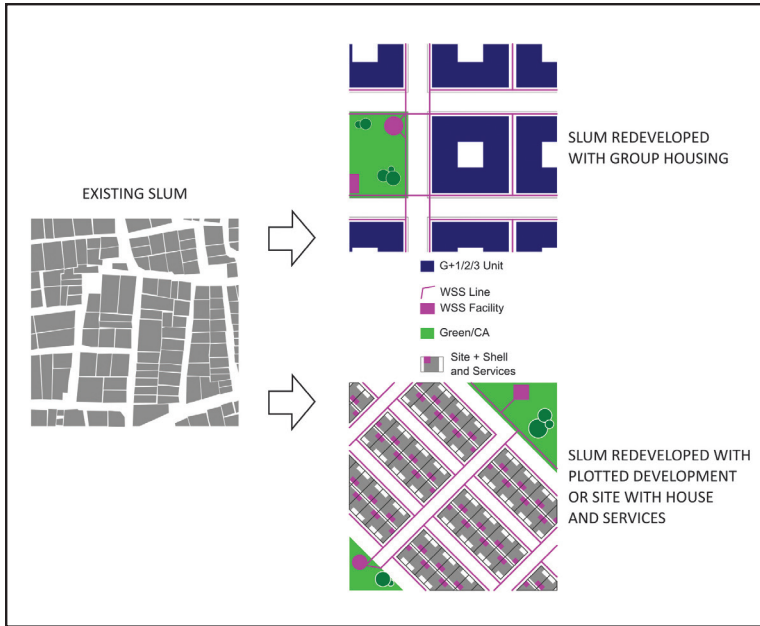 EXISTING SLUM
SLUM REDEVELOPED
WITH GROUP HOUSING
G+1/2/3 Unit
WSS Line
WSS Facility
Green/CA
Site + Shell
and Services
SLUM REDEVELOPED WITH
PLOTTED DEVELOPMENT
OR SITE WITH HOUSE
AND SERVICES